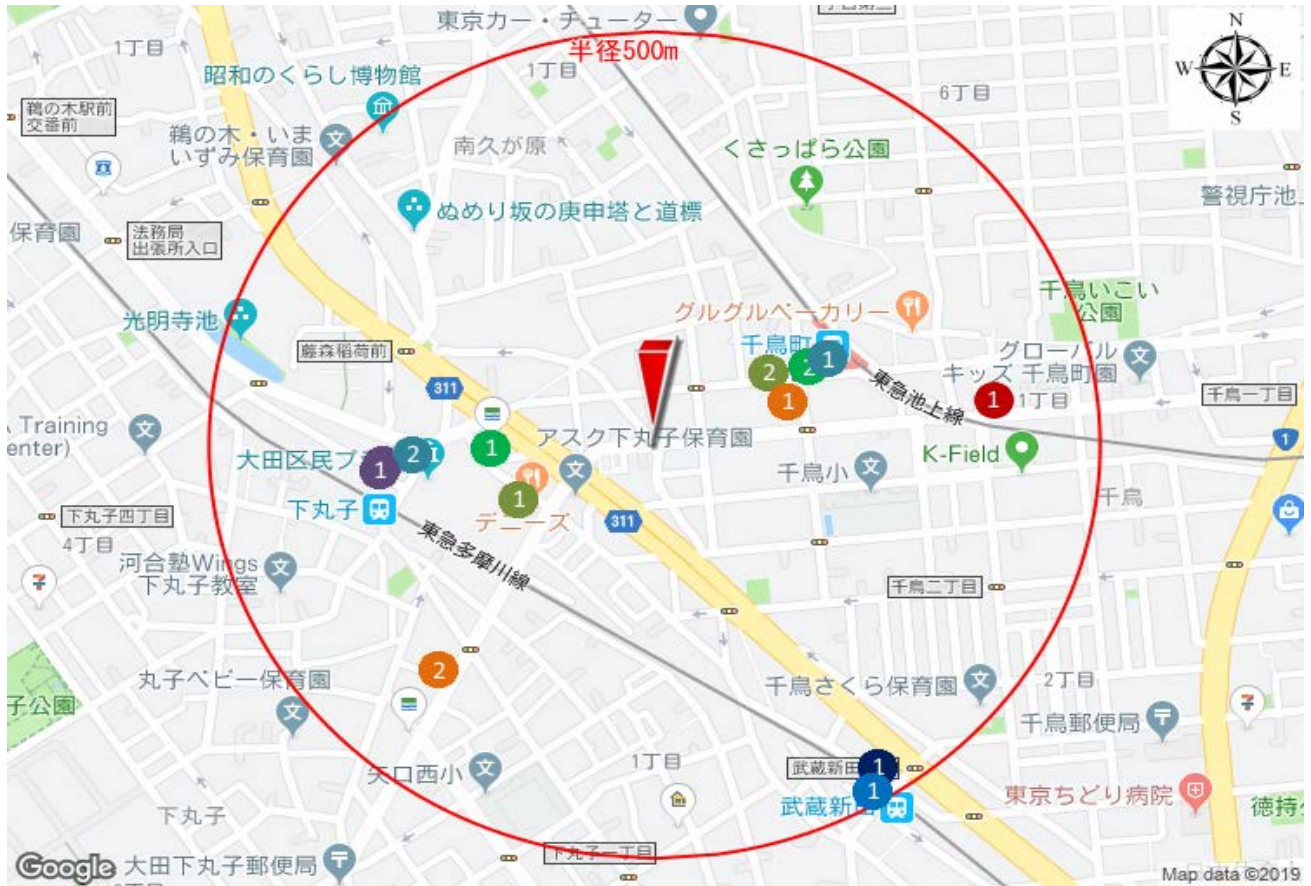 東京カー・チューター
半径500m
N
W
E
S
1丁目
昭和のくらし博物館
1丁目
6丁目
鵜の木駅前
交番前
鵜の木・いま
いずみ保育園
南久が原
くさっぱら公園
警視庁池上
ぬめり坂の庚申塔と道標
保育園
法務局
出張所入口
千鳥いこい
公園
光明寺池
グルグルベーカリー
藤森稲荷前
千鳥町
グローバル
キッズ 千鳥町園
311
2
2
1
1
東急池上線
1
1丁目
千鳥一丁目
Training
enter)
1
アスク下丸子保育園
1
大田区民プ
2
1
千鳥小
K-Field
下丸子
1
デニーズ
311
千鳥
下丸子四丁目
4丁目
東急多摩川線
河合塾Wings
下丸子教室
千鳥二丁目
2
丸子ベビー保育園
千鳥さくら保育園
2丁目
子公園
千鳥郵便局
矢口西小
1丁目
武蔵新田
1
1
武蔵新田
東京ちどり病院
徳持
下丸子
下丸子一丁目
Google
大田下丸子郵便局
Map data ©2019